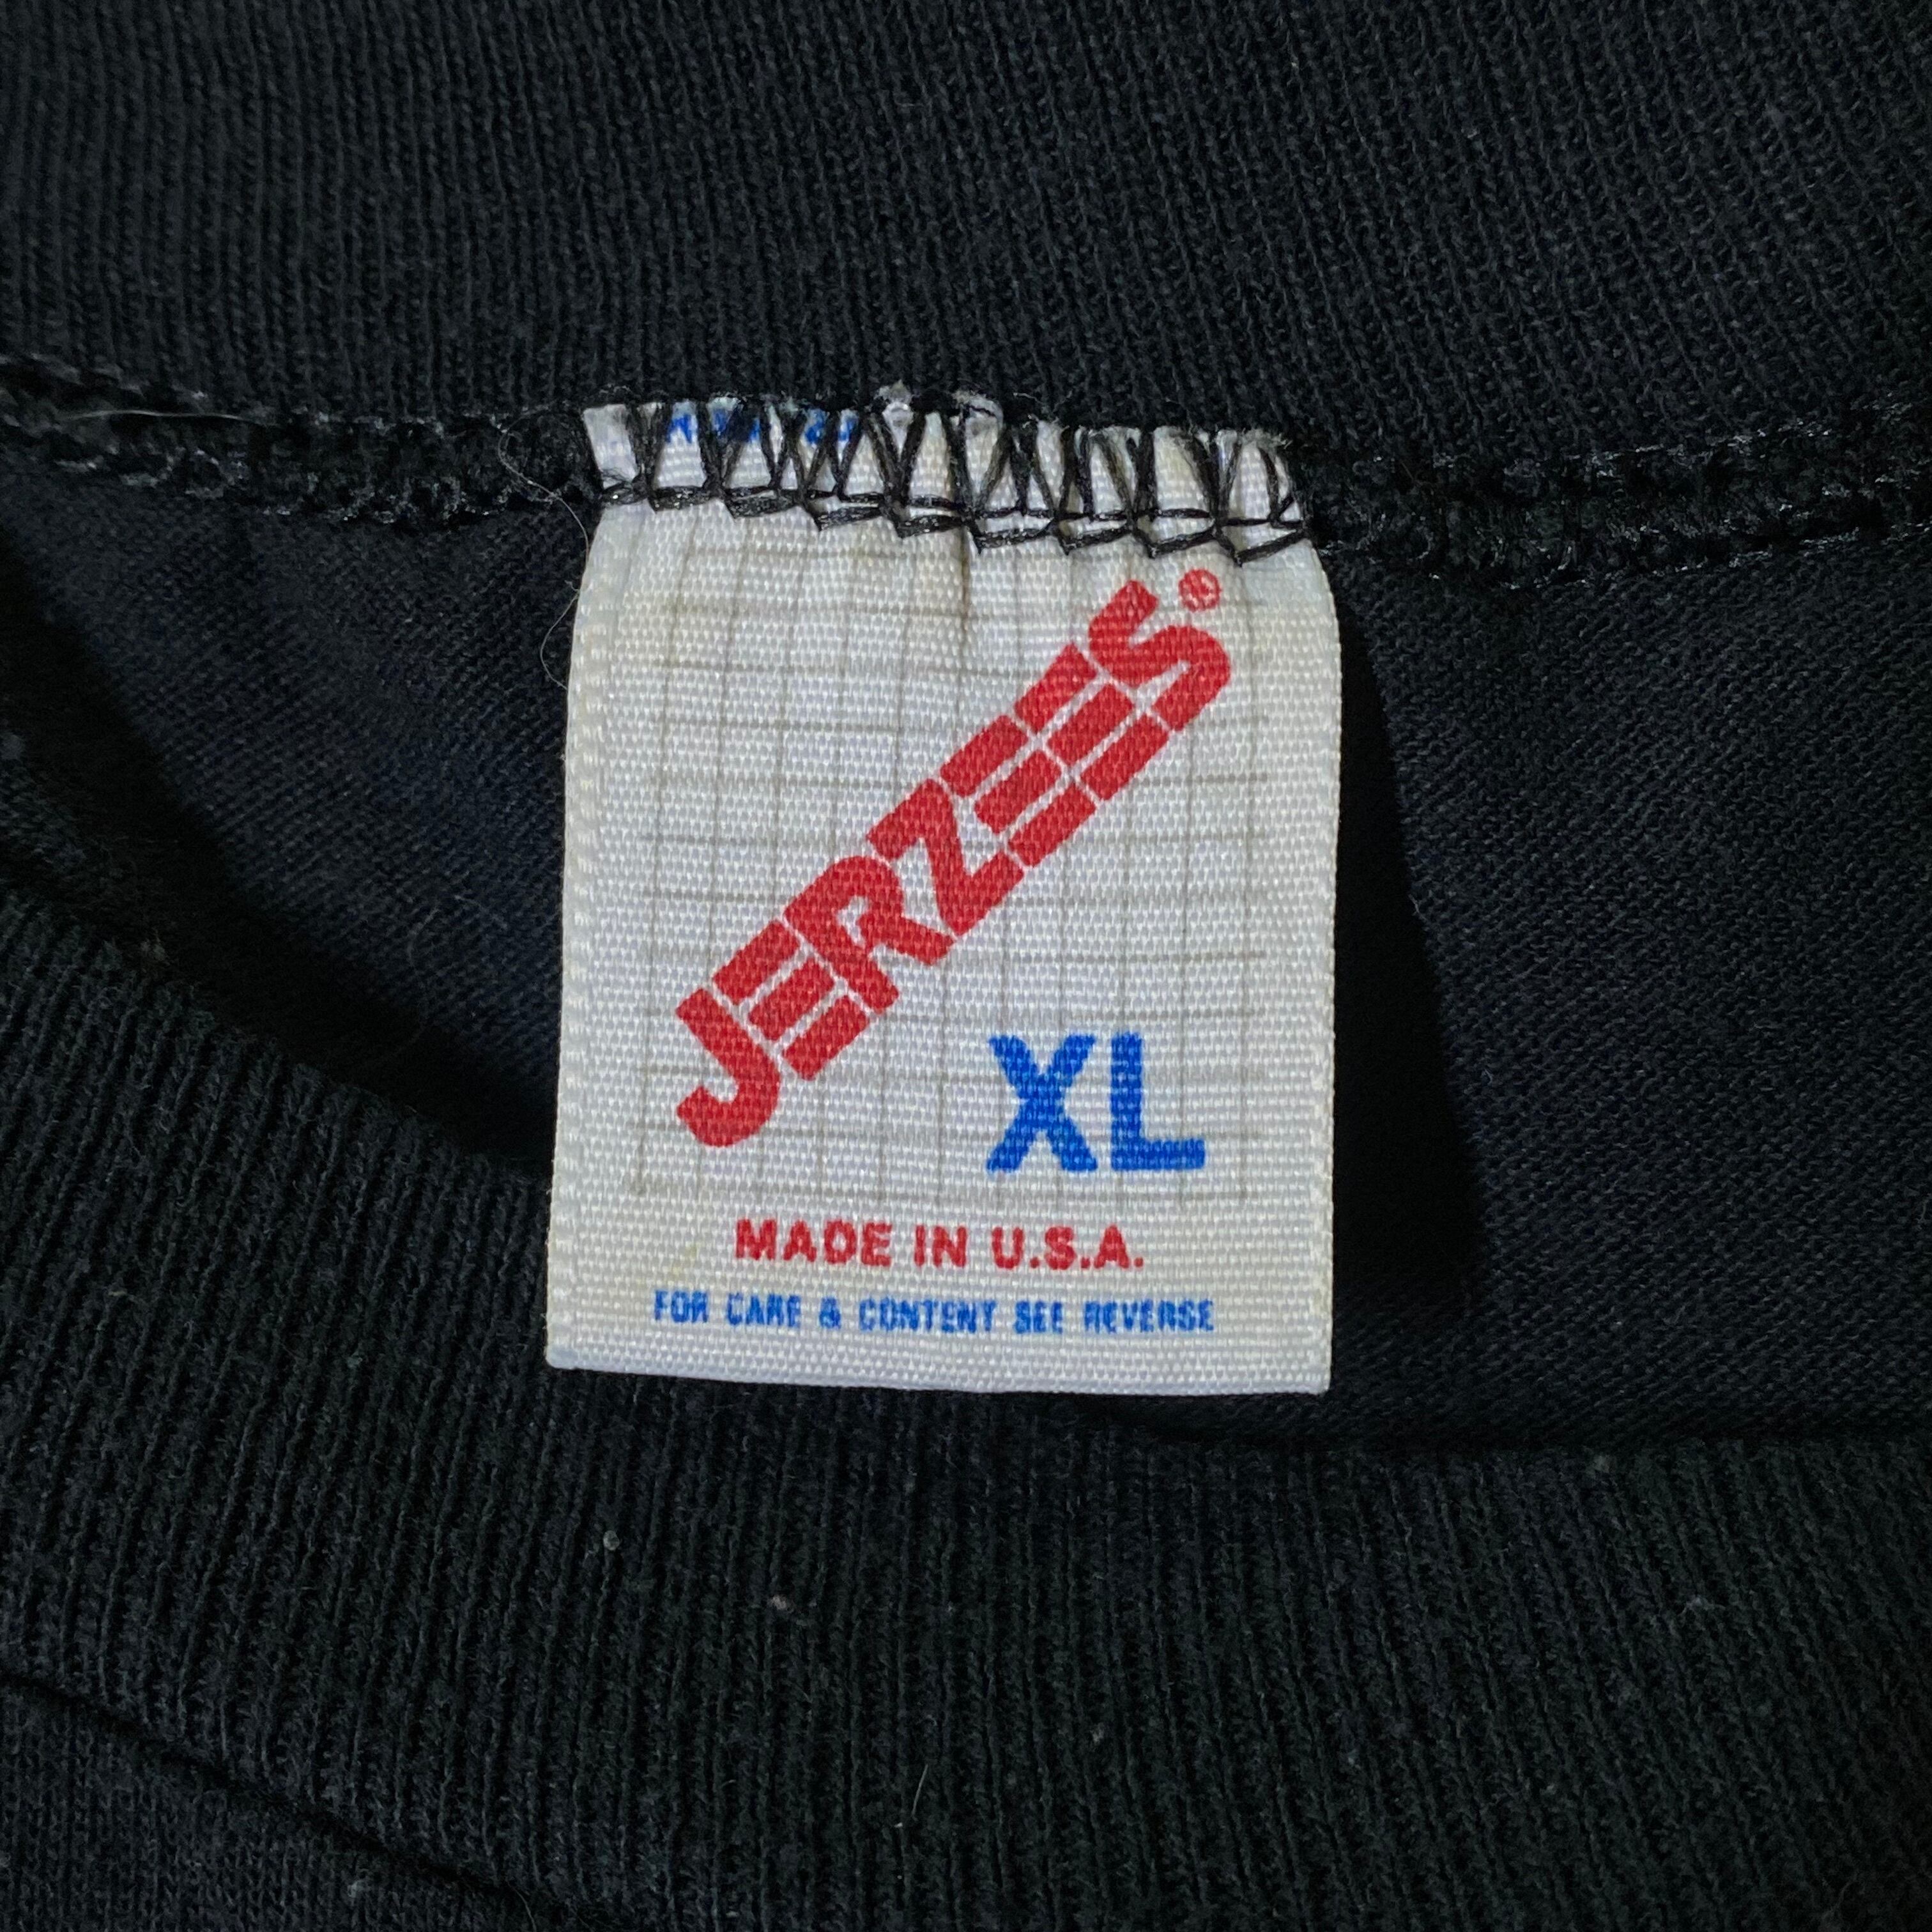 JERZEES®
XL
MADE IN U.S.A.
FOR CARE & CONTENT SEE REVERSE